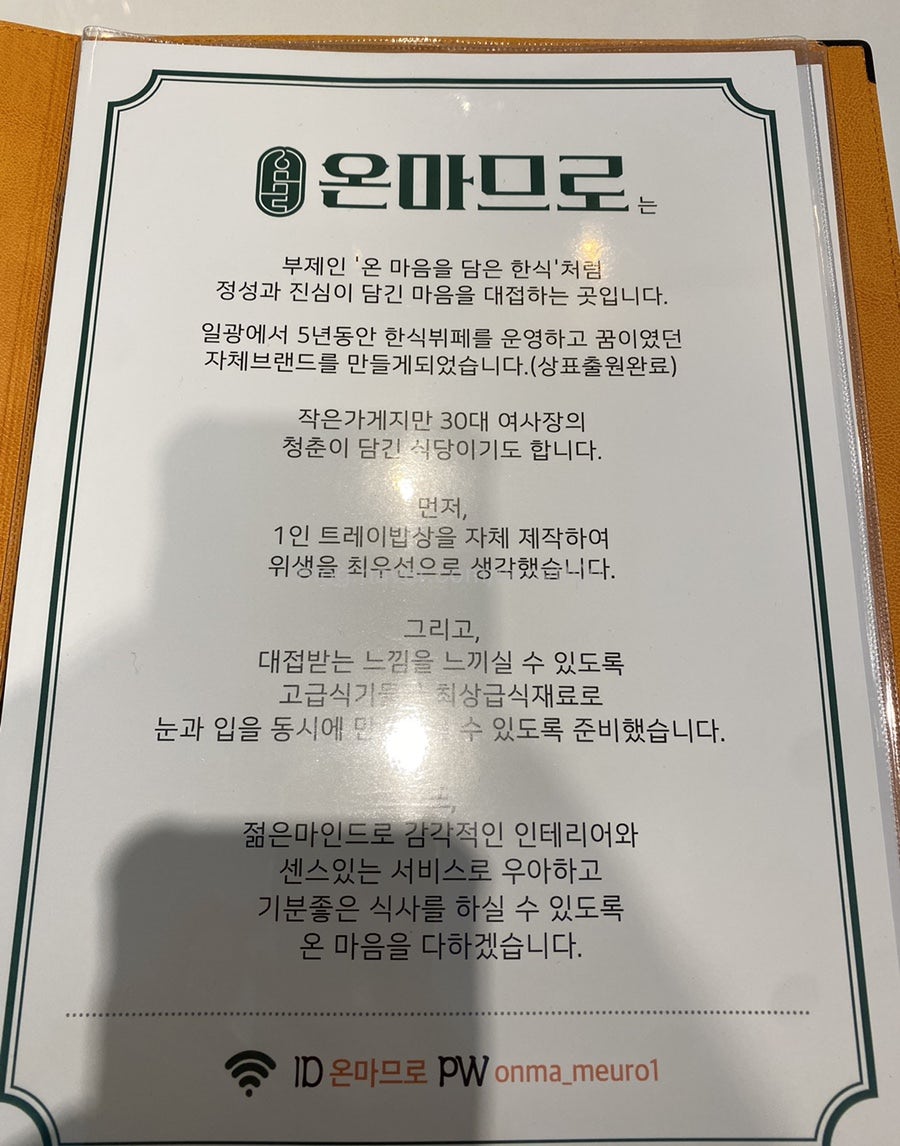 온마므로는
부제인 '온 마음을 담은 한식'처럼
정성과 진심이 담긴 마음을 대접하는 곳입니다.
일광에서 5년동안 한식뷔페를 운영하고 꿈이였던
자체브랜드를 만들게되었습니다.(상표출원완료)
작은가게지만 30대 여사장의
청춘이 담긴 식당이기도 합니다.
먼저,
1인 트레이밥상을 자체 제작하여
위생을 최우선으로 생각했습니다.
그리고,
대접받는 느낌을 느끼실 수 있도록
최상급식재료로
눈과 입을 동시에 수 있도록 준비했습니다.
젊은마인드로 감각적인 인테리어와
센스있는 서비스로 우아하고
기분좋은 식사를 하실 수 있도록
온 마음을 다하겠습니다.
ID 온마므로 PW onma_meuro1